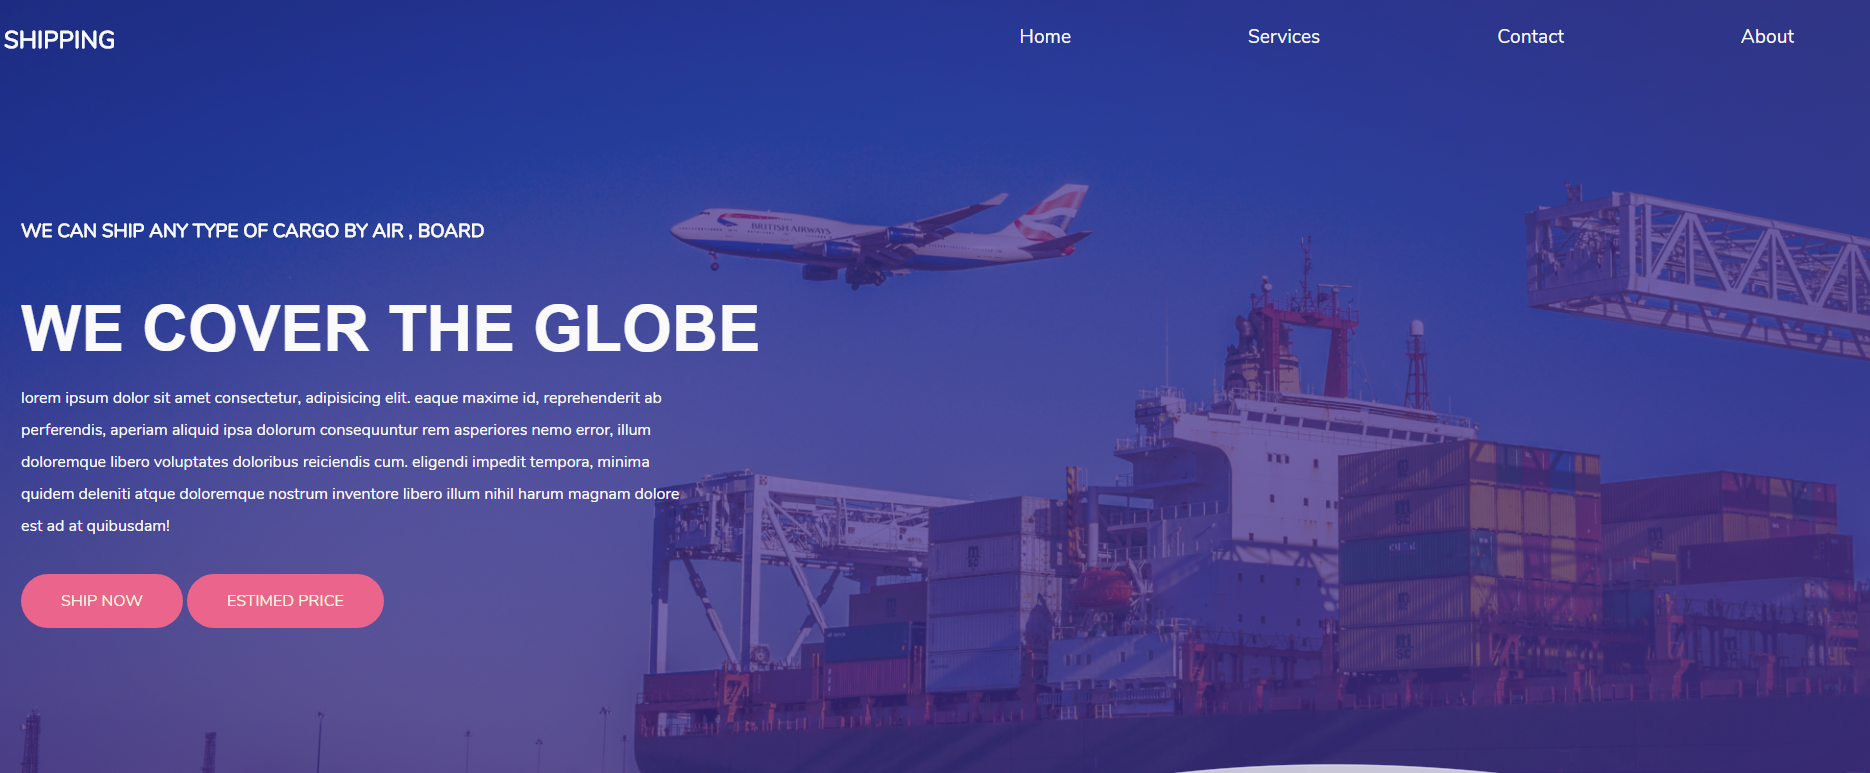 SHIPPING
Home
Services
Contact
About
WE CAN SHIP ANY TYPE OF CARGO BY AIR , BOARD
BRITISH AIRWAYS
WE COVER THE GLOBE
lorem ipsum dolor sit amet consectetur, adipisicing elit. eaque maxime id, reprehenderit ab
perferendis, aperiam aliquid ipsa dolorum consequuntur rem asperiores nemo error, illum
doloremque libero voluptates doloribus reiciendis cum. eligendi impedit tempora, minima
quidem deleniti atque doloremque nostrum inventore libero illum nihil harum magnam dolore
est ad at quibusdam!
SHIP NOW
ESTIMED PRICE